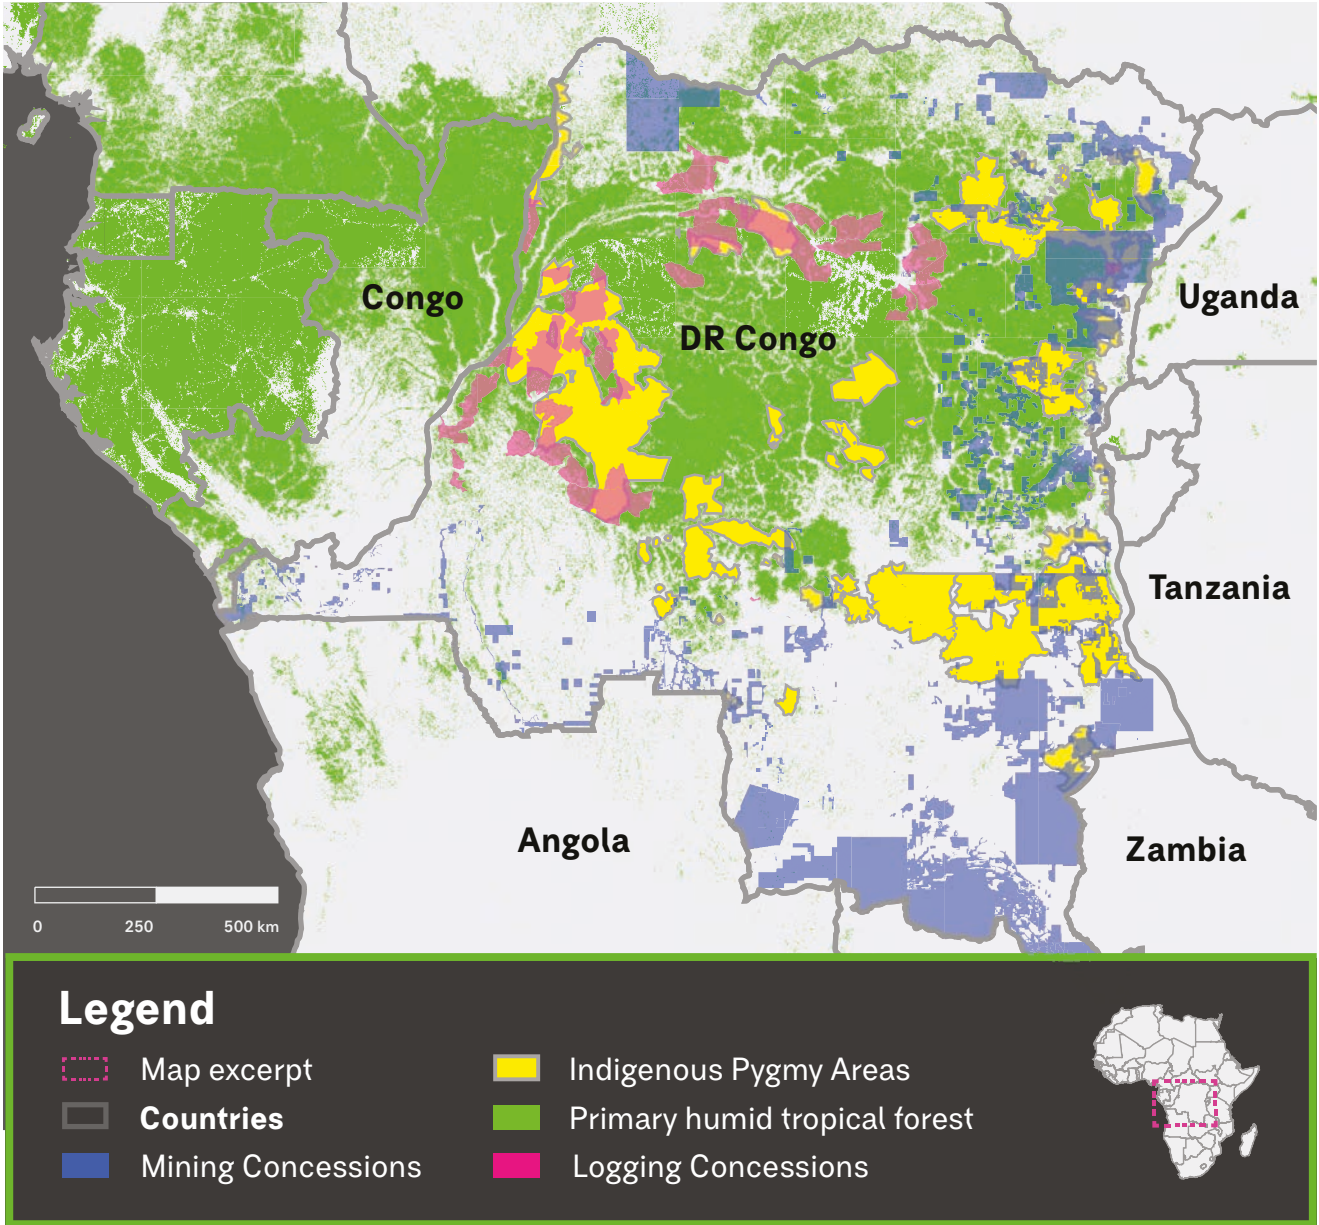 Congo
DR Congo
Uganda
Tanzania
Angola
Zambia
0 250 500 km
Legend
Map excerpt
Countries
Mining Concessions
Indigenous Pygmy Areas
Primary humid tropical forest
Logging Concessions